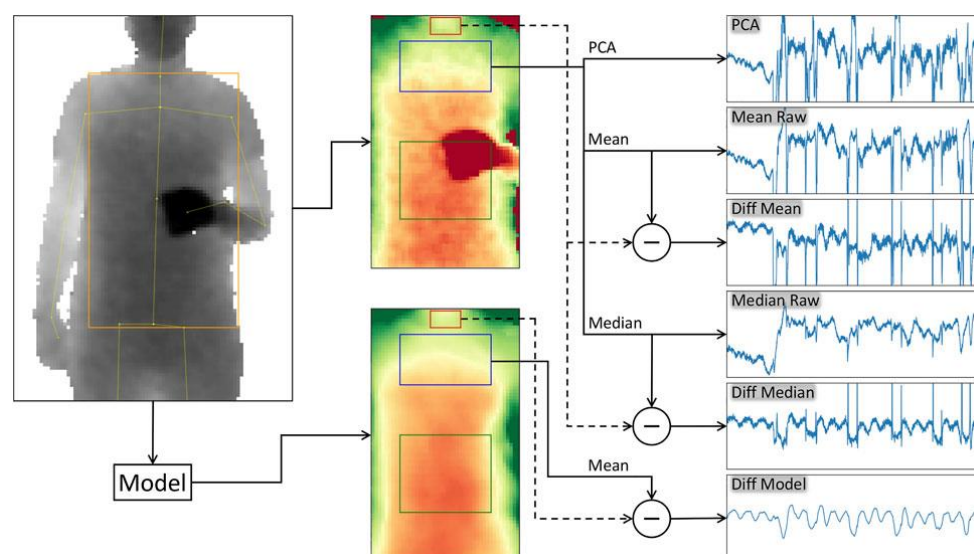 PCA
PCA
Mean
Mean Raw
Diff Mean
Median
Median Raw
Diff Median
Model
Mean
Diff Model